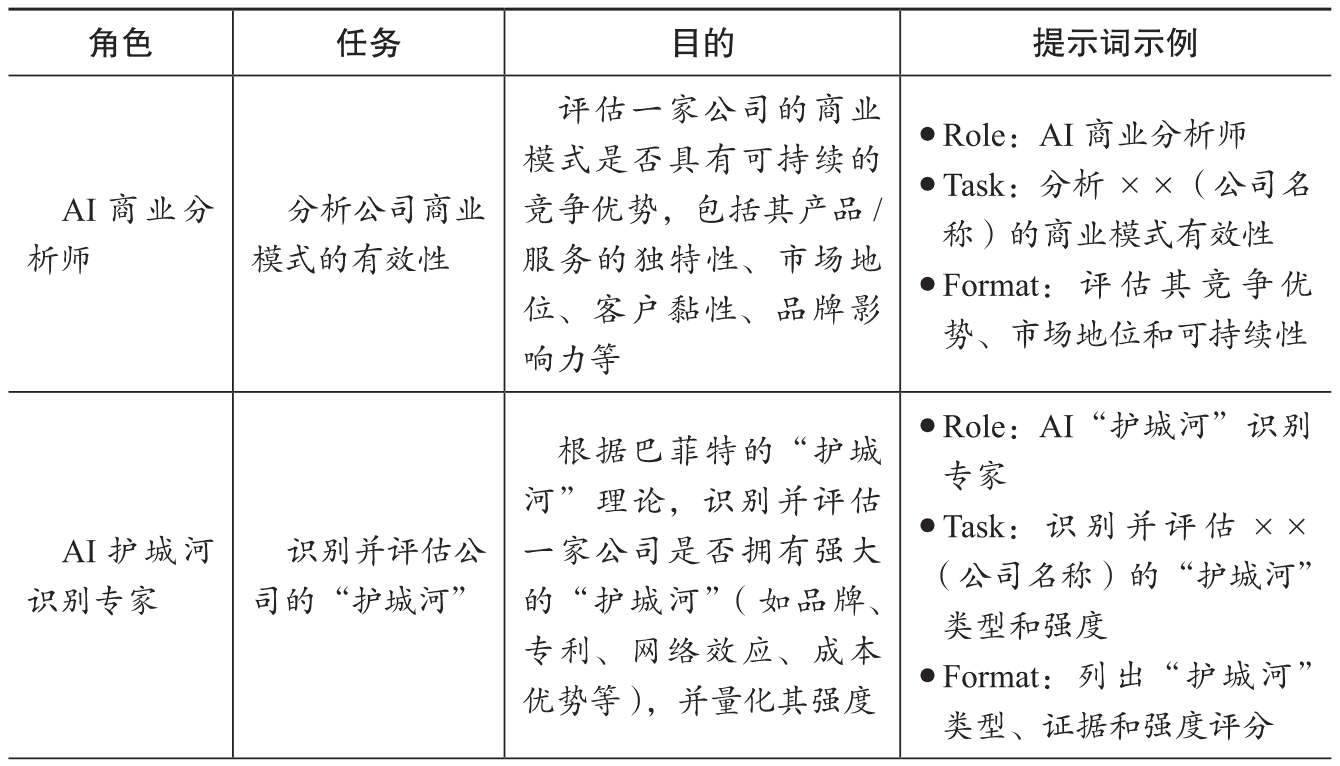 角色 任务 目的 提示词示例
AI 商业分
析师
分析公司商业
模式的有效性
评估一家公司的商业
模式是否具有可持续的
竞争优势，包括其产品/
服务的独特性、市场地
位、客户黏性、品牌影
响力等
●Role：AI 商业分析师
●Task：分析 ××（公司名
称）的商业模式有效性
●Format：评估其竞争优
势、市场地位和可持续性
AI 护城河
识别专家
识别并评估公
司的“护城河”
根据巴菲特的“护城
河”理论，识别并评估
一家公司是否拥有强大
的“护城河”（如品牌、
专利、网络效应、成本
优势等），并量化其强度
●Role：AI“护城河”识别
专家
●Task：识别并评估 ××
（公司名称）的“护城河”
类型和强度
●Format：列出“护城河”
类型、证据和强度评分